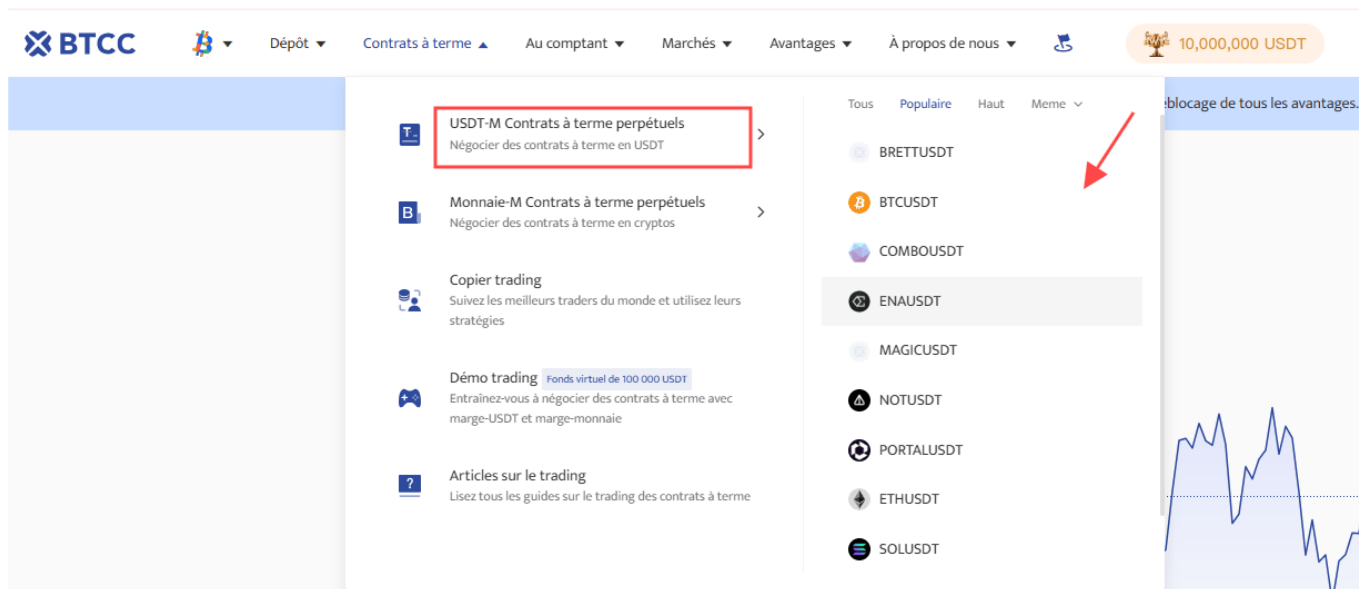 BTCC
Dépôt
Contrats à terme
Au comptant
Marchés
Avantages
À propos de nous
10,000,000 USDT
USDT-M Contrats à terme perpétuels
Négocier des contrats à terme en USDT
Monnaie-M Contrats à terme perpétuels
Négocier des contrats à terme en cryptos
Copier trading
Suivez les meilleurs traders du monde et utilisez leurs
stratégies
Démo trading Fonds virtuel de 100 000 USDT
Entraînez-vous à négocier des contrats à terme avec
marge-USDT et marge-monnaie
Articles sur le trading
Lisez tous les guides sur le trading des contrats à terme
Tous
Populaire
Haut
Meme
BRETTUSDT
BTCUSDT
COMBOUSDT
ENAUSDT
MAGICUSDT
NOTUSDT
PORTALUSDT
ETHUSDT
SOLUSDT
de tous les avantages.